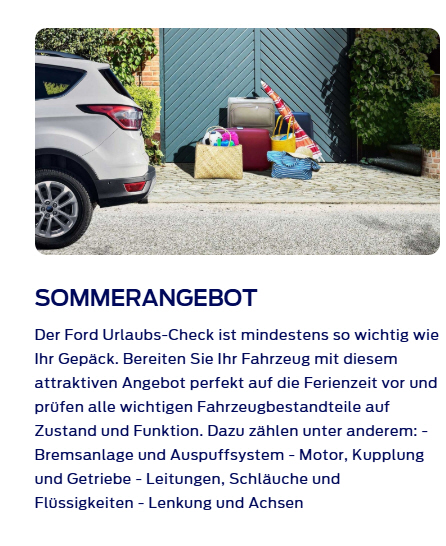 SOMMERANGEBOT
Der Ford Urlaubs-Check ist mindestens so wichtig wie
Ihr Gepäck. Bereiten Sie Ihr Fahrzeug mit diesem
attraktiven Angebot perfekt auf die Ferienzeit vor und
prüfen alle wichtigen Fahrzeugbestandteile auf
Zustand und Funktion. Dazu zählen unter anderem: -
Bremsanlage und Auspuffsystem - Motor, Kupplung
und Getriebe - Leitungen, Schläuche und
Flüssigkeiten - Lenkung und Achsen